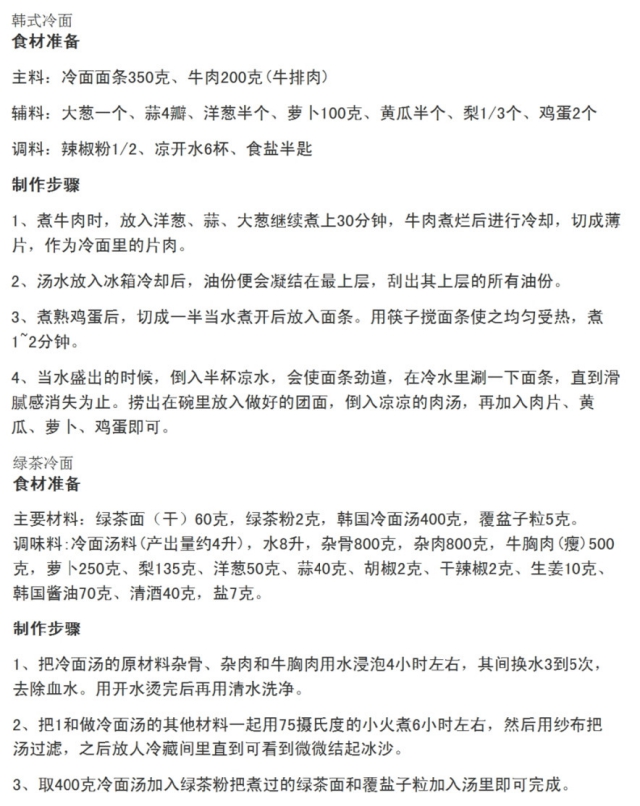 韩式冷面
食材准备
主料：冷面面条350克、牛肉200克(牛排肉)
辅料：大葱一个、蒜4瓣、洋葱半个、萝卜100克、黄瓜半个、梨1/3个、鸡蛋2个
调料：辣椒粉1/2、凉开水6杯、食盐半匙
制作步骤
1、煮牛肉时，放入洋葱、蒜、大葱继续煮上30分钟，牛肉煮烂后进行冷却，切成薄
片，作为冷面里的片肉。
2、汤水放入冰箱冷却后，油份便会凝结在最上层，刮出其上层的所有油份。
3、煮熟鸡蛋后，切成一半当水煮开后放入面条。用筷子搅面条使之均匀受热，煮
1~2分钟。
4、当水盛出的时候，倒入半杯凉水，会使面条劲道，在冷水里涮一下面条，直到滑
腻感消失为止。捞出在碗里放入做好的团面，倒入凉凉的肉汤，再加入肉片、黄
瓜、萝卜、鸡蛋即可。
绿茶冷面
食材准备
主要材料：绿茶面（干）60克，绿茶粉2克，韩国冷面汤400克，覆盆子粒5克。
调味料:冷面汤料(产出量约4升)，水8升，杂骨800克，杂肉800克，牛胸肉(瘦)500
克，萝卜250克、梨135克、洋葱50克、蒜40克、胡椒2克、干辣椒2克、生姜10克、
韩国酱油70克、清酒40克，盐7克。
制作步骤
1、把冷面汤的原材料杂骨、杂肉和牛胸肉用水浸泡4小时左右，其间换水3到5次，
去除血水。用开水烫完后再用清水洗净。
2、把1和做冷面汤的其他材料一起用75摄氏度的小火煮6小时左右，然后用纱布把
汤过滤，之后放人冷藏间里直到可看到微微结起冰沙。
3、取400克冷面汤加入绿茶粉把煮过的绿茶面和覆盐子粒加入汤里即可完成。